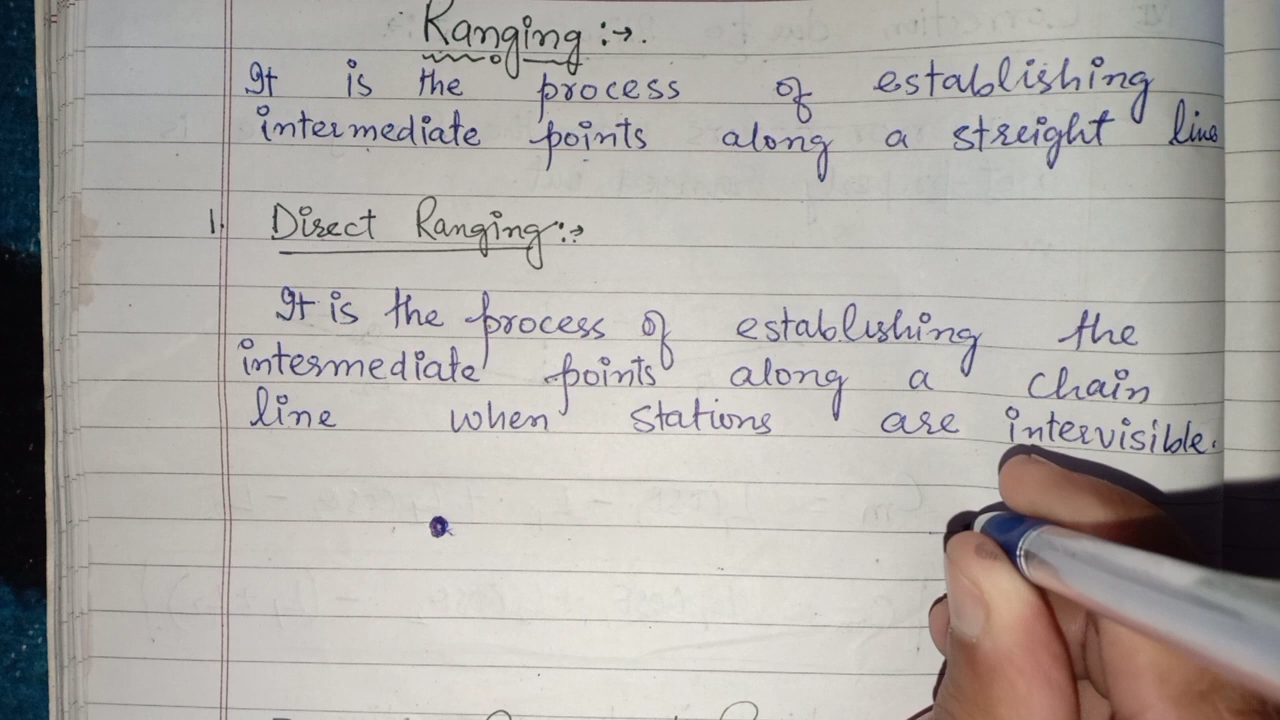 Ranging :→.
It is the process of establishing
intermediate points along a streight line
1. Direct Ranging :→
It is the process of establishing the
intermediate points along a chain
line when stations are intervisible.